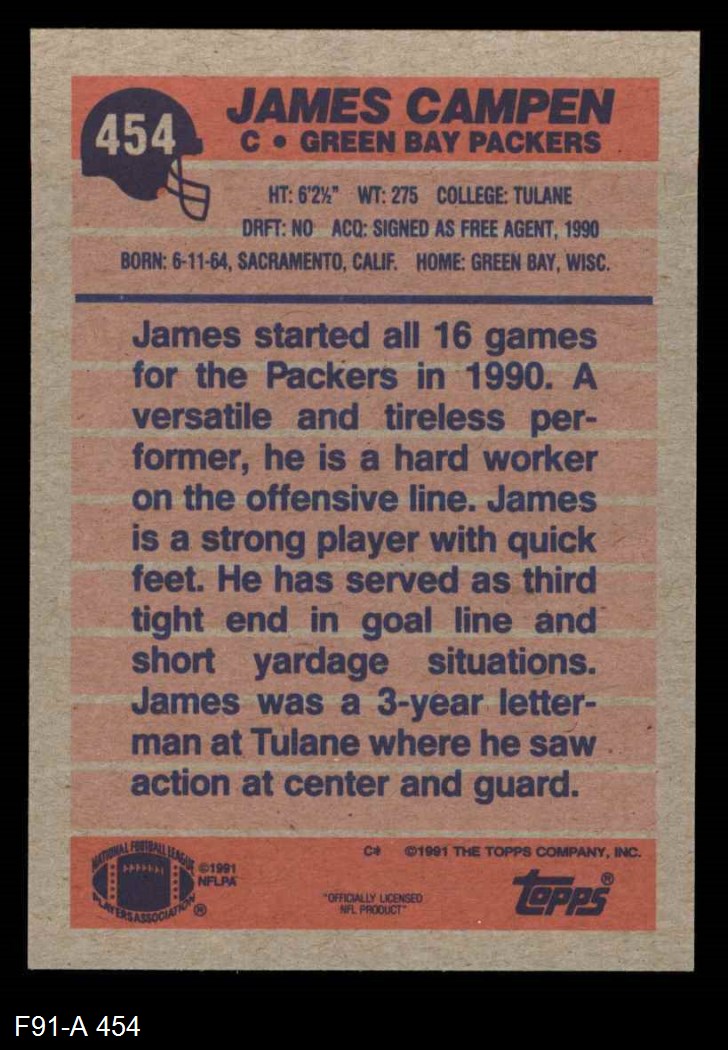 454
JAMES CAMPEN
C • GREEN BAY PACKERS
HT: 6'2½" WT: 275 COLLEGE: TULANE
DRFT: NO ACQ: SIGNED AS FREE AGENT, 1990
BORN: 6-11-64, SACRAMENTO, CALIF. HOME: GREEN BAY, WISC.
James started all 16 games
for the Packers in 1990. A
versatile and tireless per-
former, he is a hard worker
on the offensive line. James
is a strong player with quick
feet. He has served as third
tight end in goal line and
short yardage situations.
James was a 3-year letter-
man at Tulane where he saw
action at center and guard.
C* ©1991 THE TOPPS COMPANY, INC.
NATIONAL FOOTBALL LEAGUE
PLAYERS ASSOCIATION ®
©1991
NFLPA
"OFFICIALLY LICENSED
NFL PRODUCT"
topps®
F91-A 454